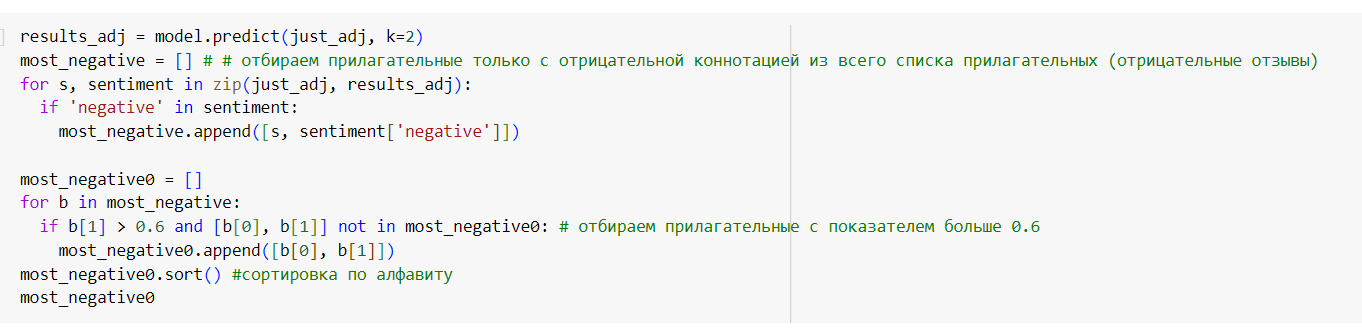 results_adj = model.predict(just_adj, k=2)
most_negative = [] # # отбираем прилагательные только с отрицательной коннотацией из всего списка прилагательных (отрицательные отзывы)
for s, sentiment in zip(just_adj, results_adj):
  if 'negative' in sentiment:
    most_negative.append([s, sentiment['negative']])

most_negative0 = []
for b in most_negative:
  if b[1] > 0.6 and [b[0], b[1]] not in most_negative0: # отбираем прилагательные с показателем больше 0.6
    most_negative0.append([b[0], b[1]])
most_negative0.sort() #сортировка по алфавиту
most_negative0